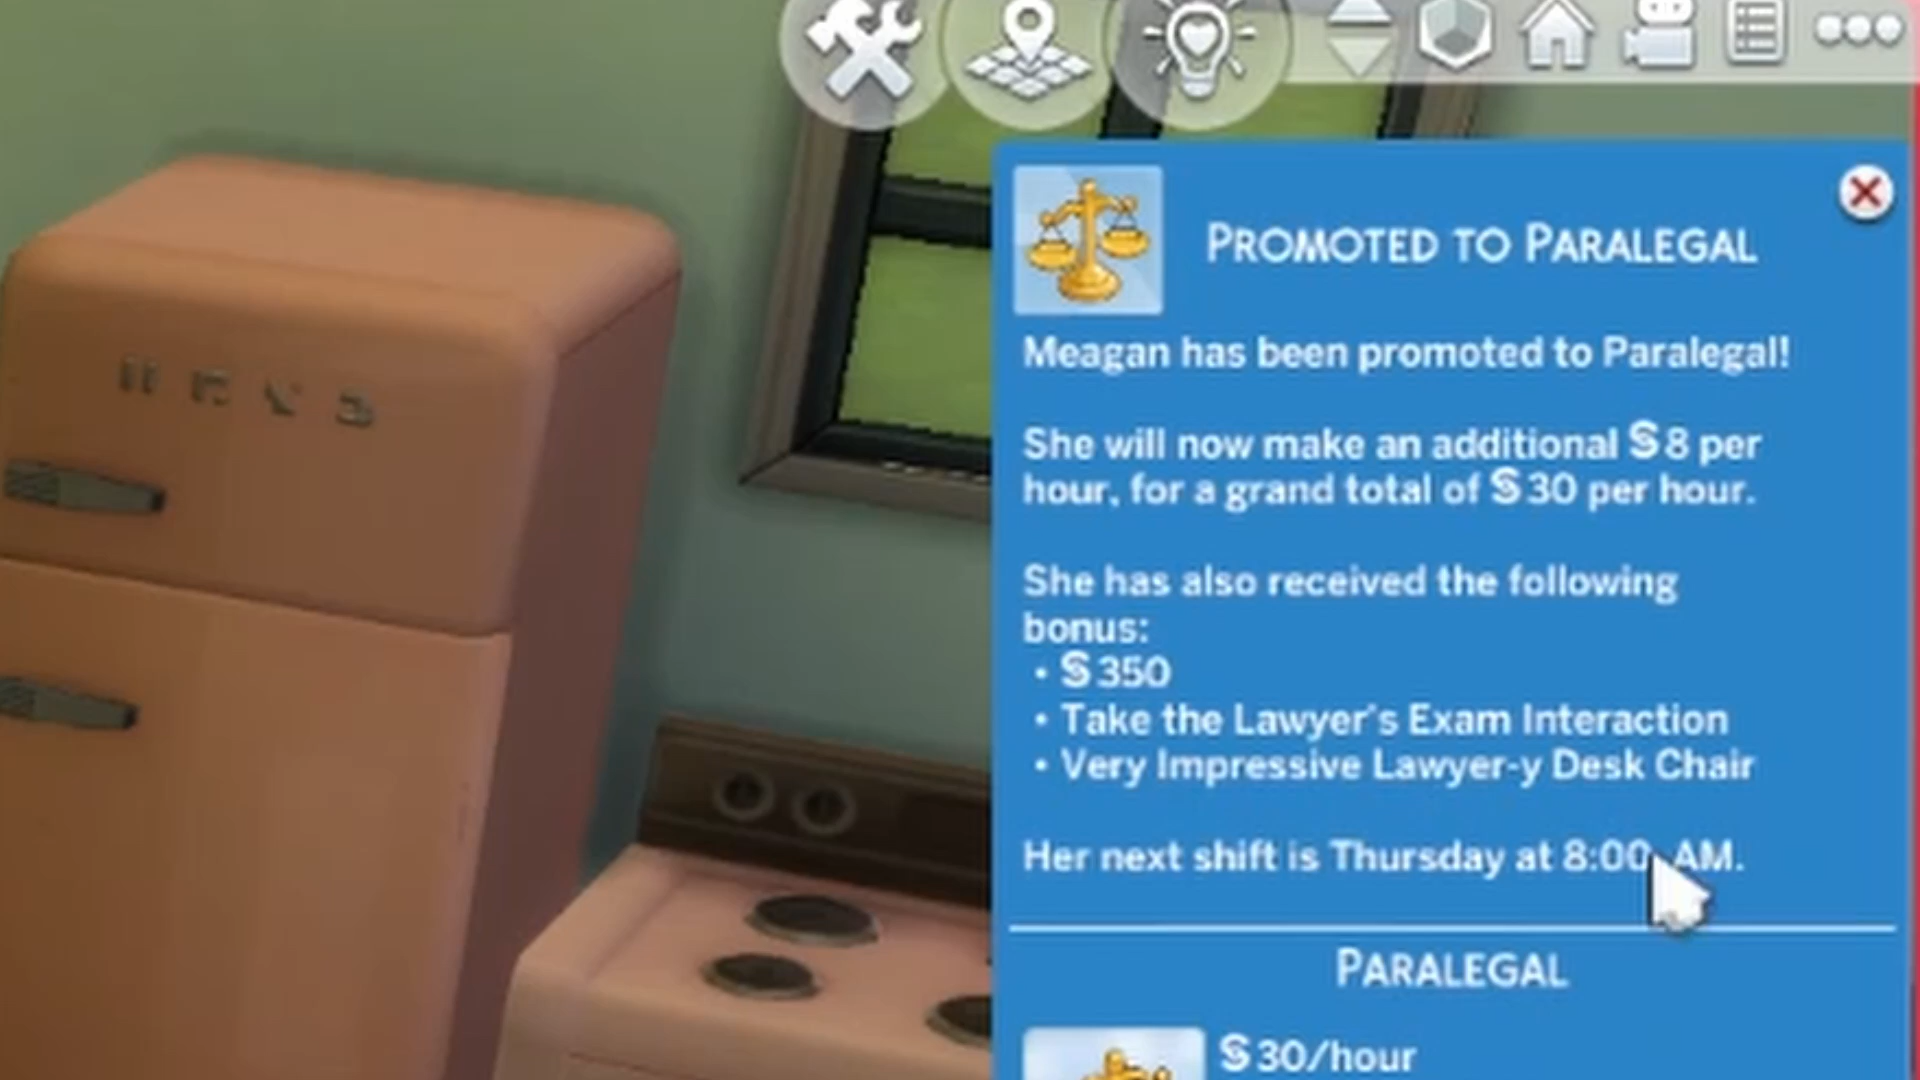 PROMOTED TO PARALEGAL
Meagan has been promoted to Paralegal!
She will now make an additional §8 per
hour, for a grand total of §30 per hour.
She has also received the following
bonus:
• §350
• Take the Lawyer's Exam Interaction
• Very Impressive Lawyer-y Desk Chair
Her next shift is Thursday at 8:00 AM.
PARALEGAL
§30/hour